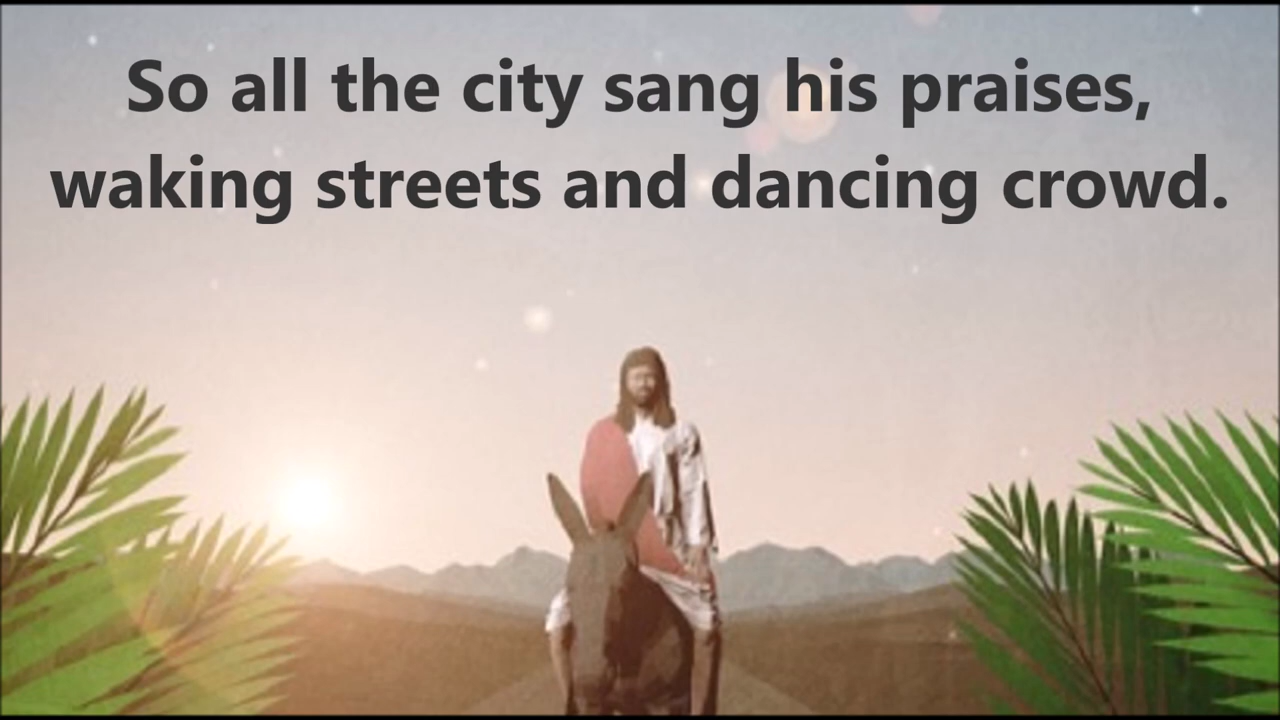 So all the city sang his praises,
waking streets and dancing crowd.